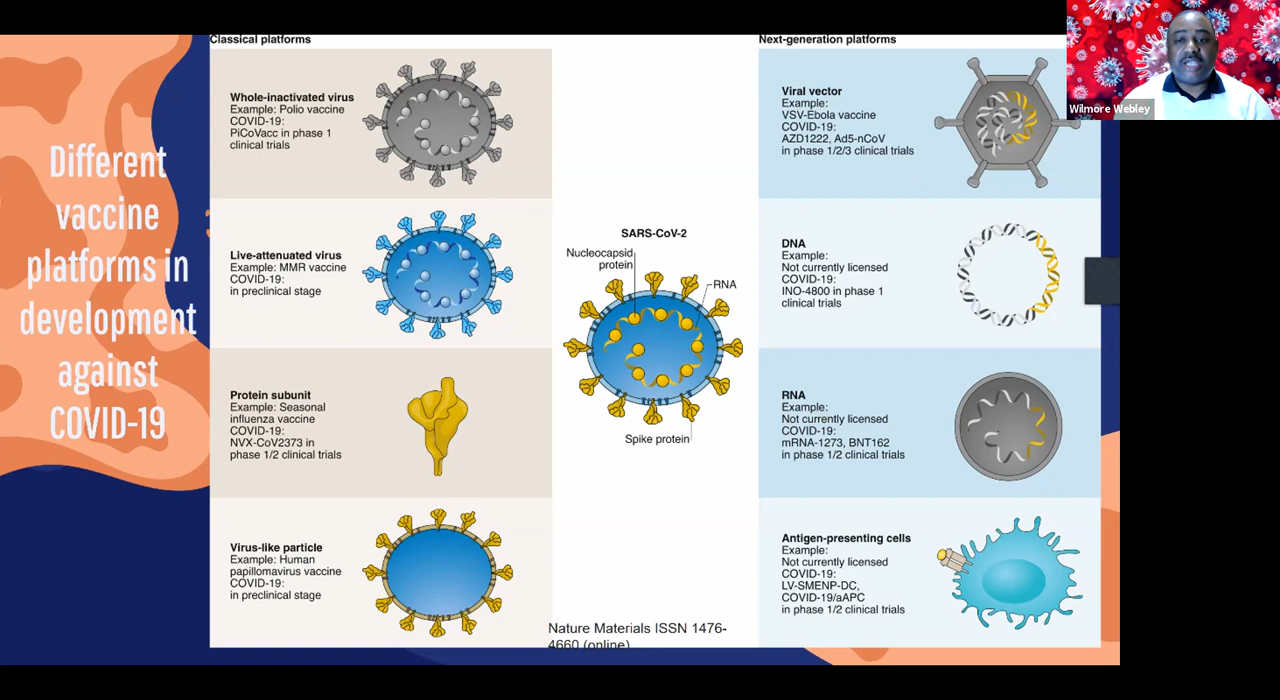 Different
vaccine
platforms in
development
against
COVID-19
Classical platforms
Whole-inactivated virus
Example: Polio vaccine
COVID-19:
PiCoVacc in phase 1
clinical trials
Live-attenuated virus
Example: MMR vaccine
COVID-19:
in preclinical stage
Protein subunit
Example: Seasonal
influenza vaccine
COVID-19:
NVX-CoV2373 in
phase 1/2 clinical trials
Virus-like particle
Example: Human
papillomavirus vaccine
COVID-19:
in preclinical stage
SARS-CoV-2
Nucleocapsid
protein
RNA
Spike protein
Nature Materials ISSN 1476-
4660 (online)
Next-generation platforms
Viral vector
Example:
VSV-Ebola vaccine
COVID-19:
AZD1222, Ad5-nCoV
in phase 1/2/3 clinical trials
DNA
Example:
Not currently licensed
COVID-19:
INO-4800 in phase 1
clinical trials
RNA
Example:
Not currently licensed
COVID-19:
mRNA-1273, BNT162
in phase 1/2 clinical trials
Antigen-presenting cells
Example:
Not currently licensed
COVID-19:
LV-SMENP-DC,
COVID-19/aAPC
in phase 1/2 clinical trials
Wilmore Webley